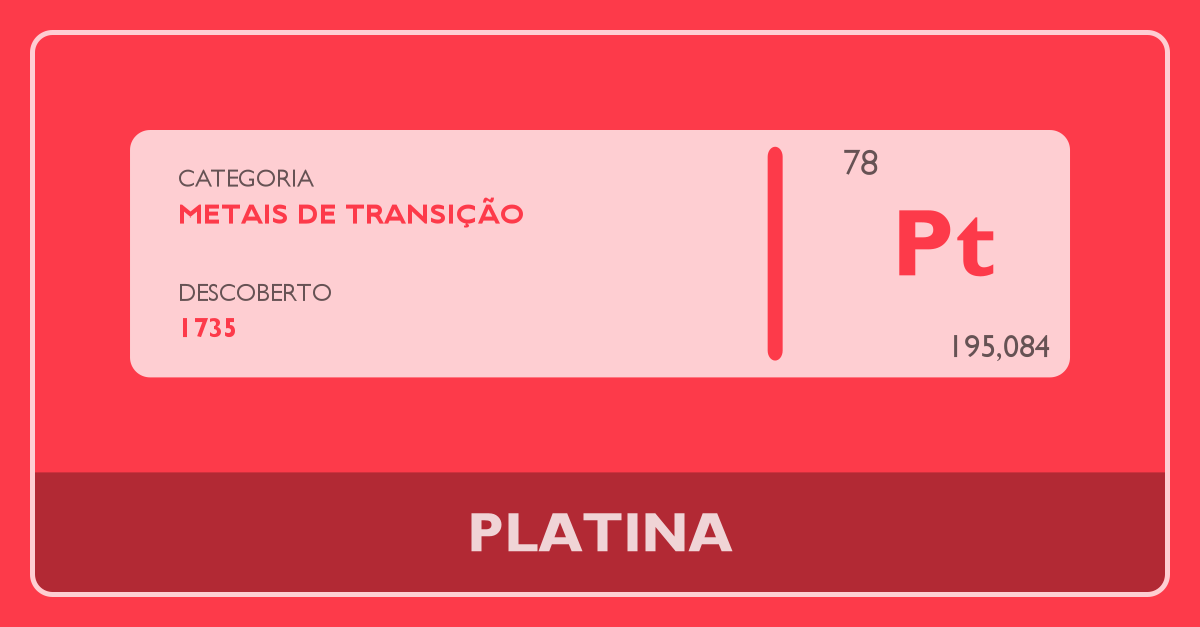 CATEGORIA
METAIS DE TRANSIÇÃO
DESCOBERTO
1735
78
Pt
195,084
PLATINA